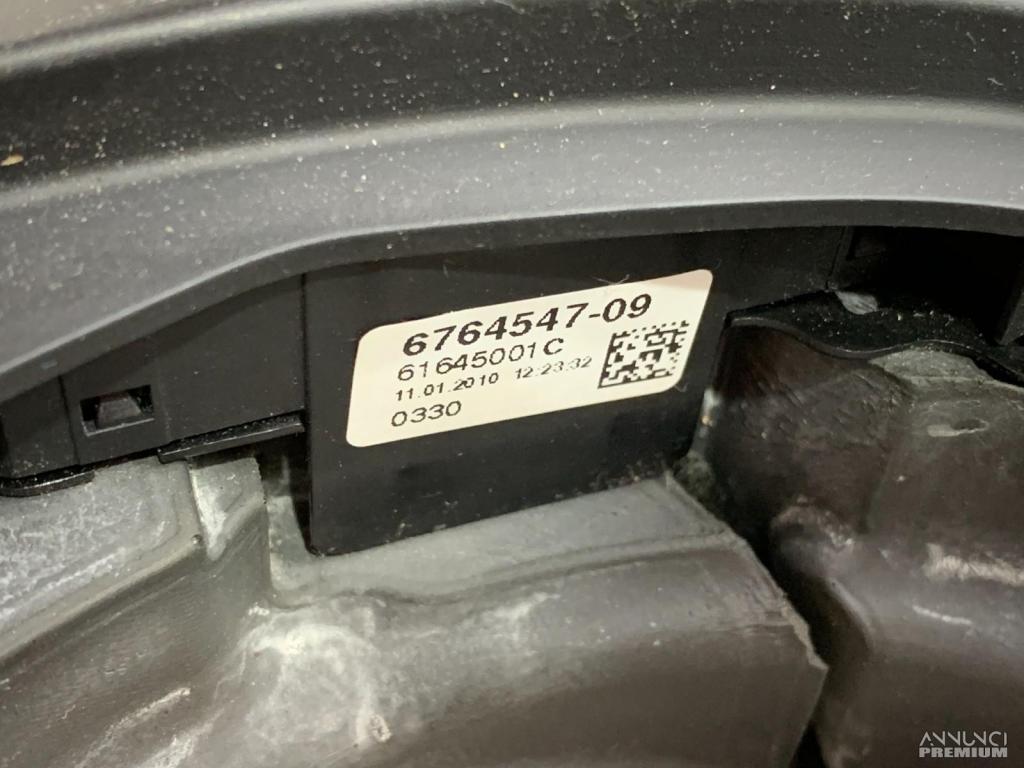 6764547-09
61645001C
11.01.2010 12:23:32
0330
ANNUNCI
PREMIUM